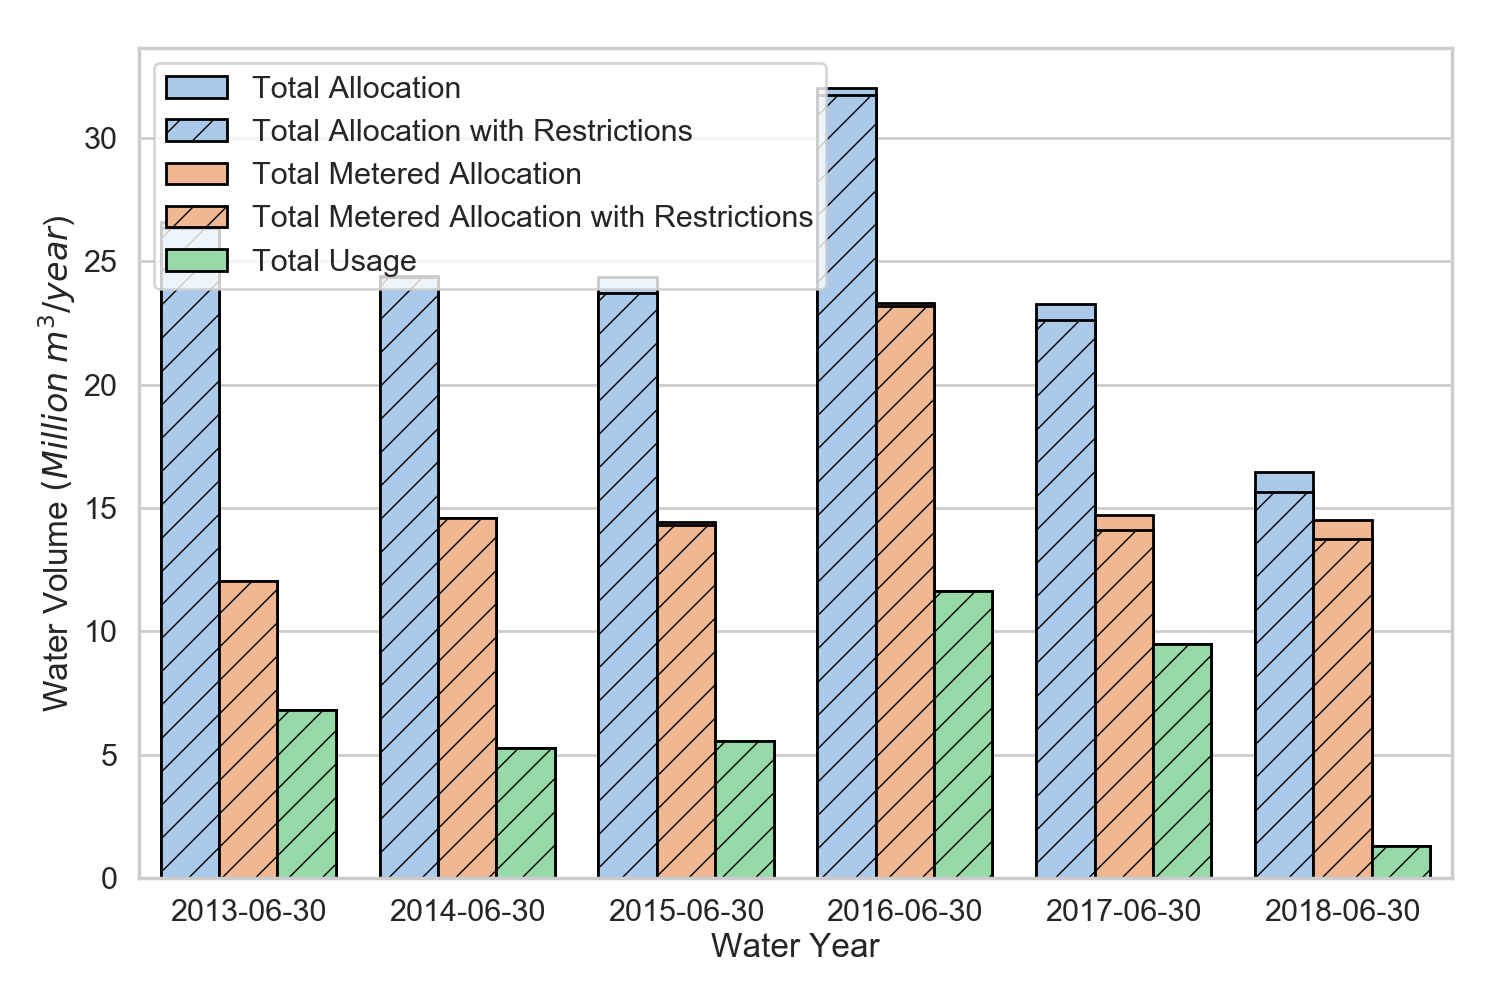 Total Allocation
Total Allocation with Restrictions
Total Metered Allocation
Total Metered Allocation with Restrictions
Total Usage
Water Volume (Million m³/year)
30
25
20
15
10
5
0
2013-06-30 2014-06-30 2015-06-30 2016-06-30 2017-06-30 2018-06-30
Water Year